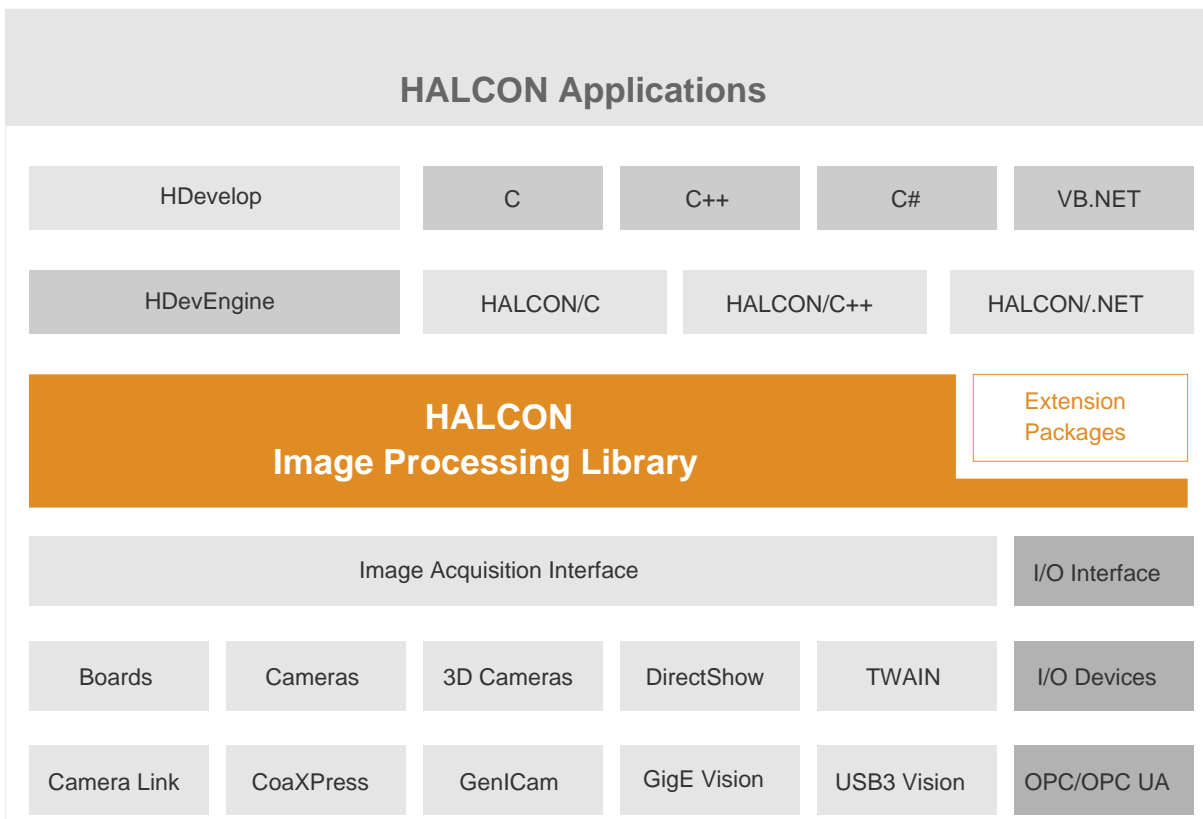 HALCON Applications
HDevelop
C
C++
C#
VB.NET
HDevEngine
HALCON/C
HALCON/C++
HALCON/.NET
HALCON
Image Processing Library
Extension
Packages
Image Acquisition Interface
I/O Interface
Boards
Cameras
3D Cameras
DirectShow
TWAIN
I/O Devices
Camera Link
CoaXPress
GenICam
GigE Vision
USB3 Vision
OPC/OPC UA